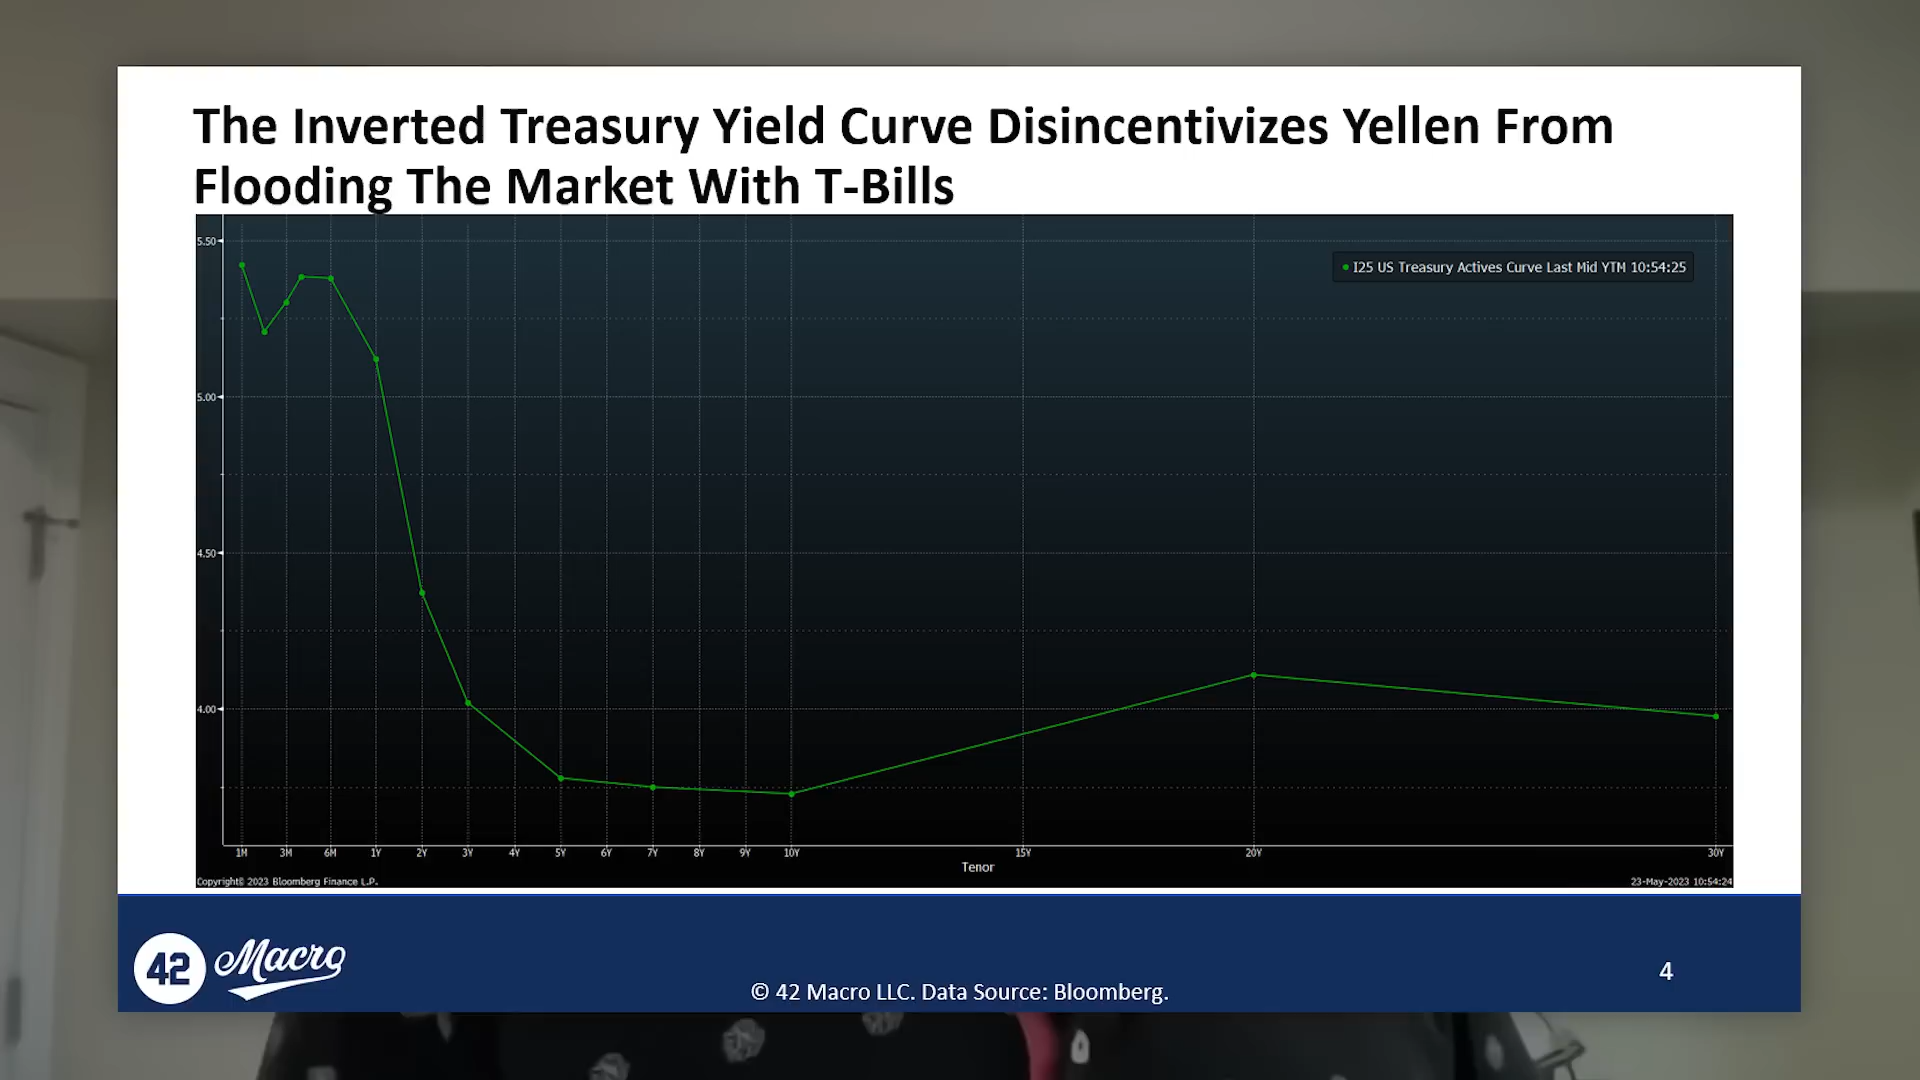 The Inverted Treasury Yield Curve Disincentivizes Yellen From
Flooding The Market With T-Bills
I25 US Treasury Actives Curve Last Mid YTM 10:54:25
5.50
5.00
4.50
4.00
1M 3M 6M 1Y 2Y 3Y 4Y 5Y 6Y 7Y 8Y 9Y 10Y 15Y 20Y 30Y
Tenor
Copyright© 2023 Bloomberg Finance L.P.
23-May-2023 10:54:24
42 Macro
© 42 Macro LLC. Data Source: Bloomberg.
4